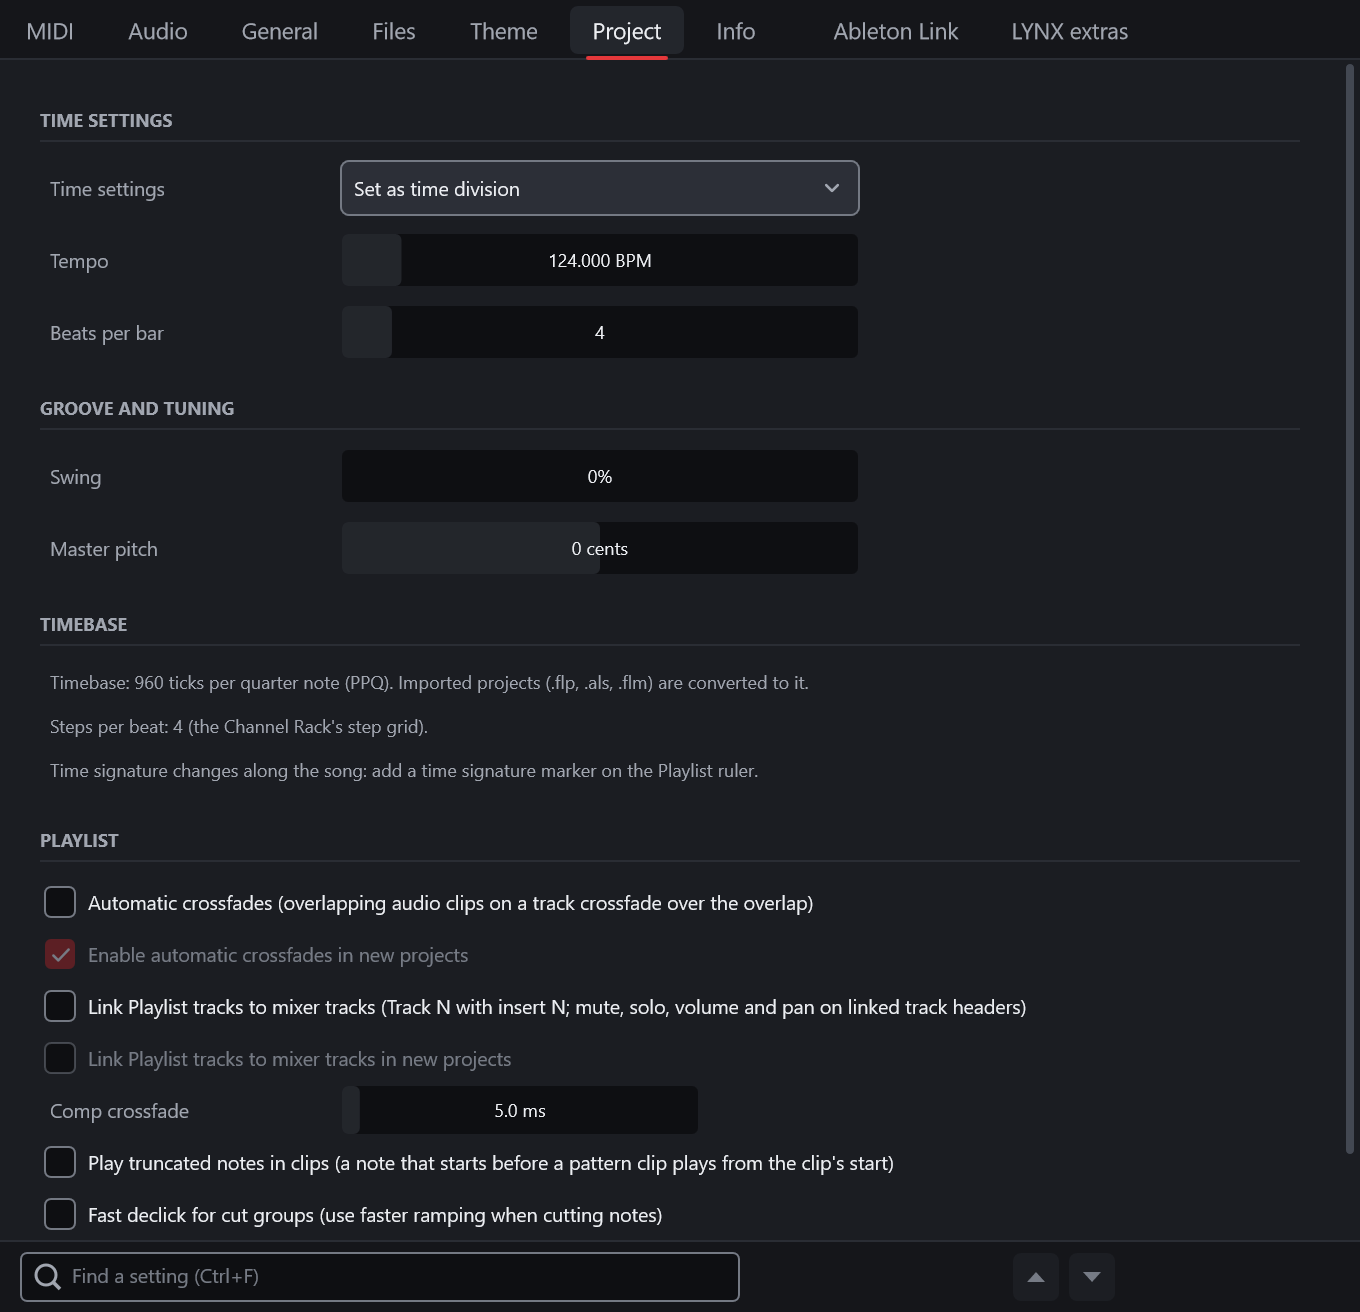 MIDI Audio General Files Theme Project Info Ableton Link LYNX extras
TIME SETTINGS
Time settings Set as time division
Tempo 124.000 BPM
Beats per bar 4
GROOVE AND TUNING
Swing 0%
Master pitch 0 cents
TIMEBASE
Timebase: 960 ticks per quarter note (PPQ). Imported projects (.flp, .als, .flm) are converted to it.
Steps per beat: 4 (the Channel Rack's step grid).
Time signature changes along the song: add a time signature marker on the Playlist ruler.
PLAYLIST
Automatic crossfades (overlapping audio clips on a track crossfade over the overlap)
Enable automatic crossfades in new projects
Link Playlist tracks to mixer tracks (Track N with insert N; mute, solo, volume and pan on linked track headers)
Link Playlist tracks to mixer tracks in new projects
Comp crossfade 5.0 ms
Play truncated notes in clips (a note that starts before a pattern clip plays from the clip's start)
Fast declick for cut groups (use faster ramping when cutting notes)
Find a setting (Ctrl+F)